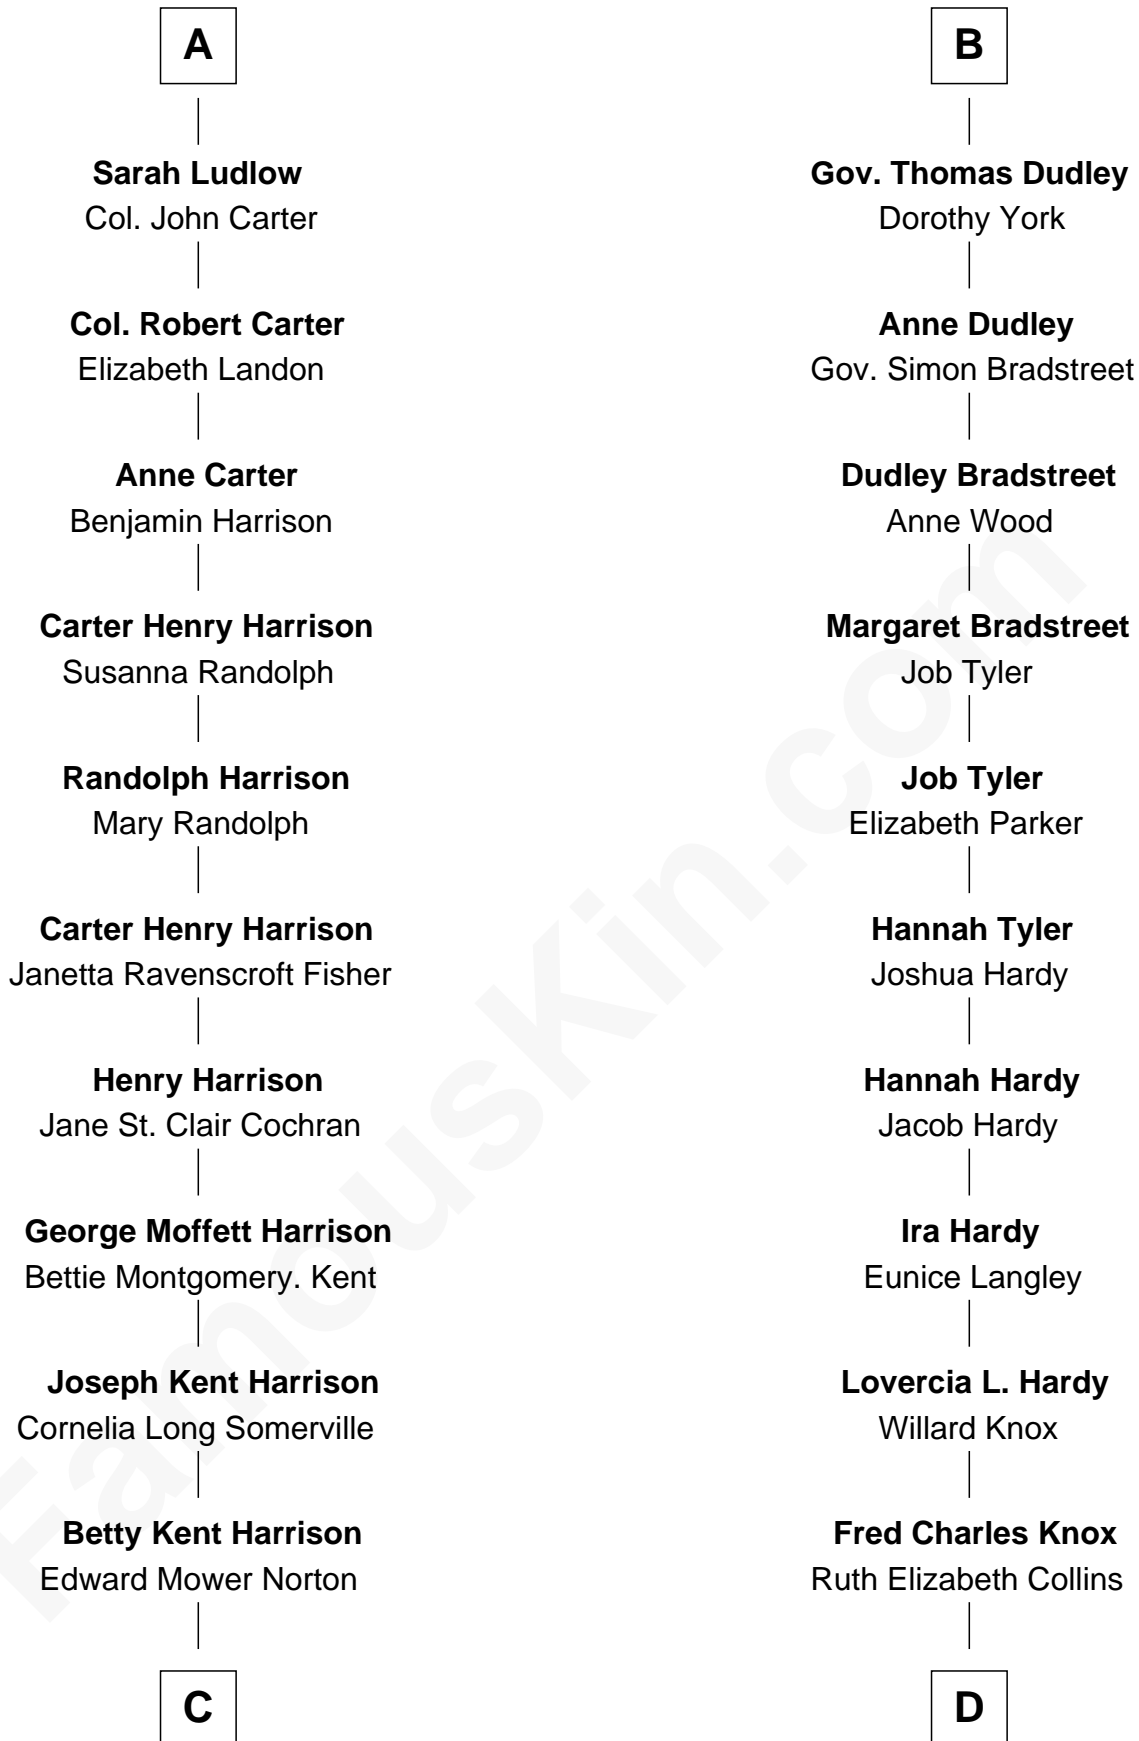 A
Sarah Ludlow
Col. John Carter
Col. Robert Carter
Elizabeth Landon
Anne Carter
Benjamin Harrison
Carter Henry Harrison
Susanna Randolph
Randolph Harrison
Mary Randolph
Carter Henry Harrison
Janetta Ravenscroft Fisher
Henry Harrison
Jane St. Clair Cochran
George Moffett Harrison
Bettie Montgomery. Kent
Joseph Kent Harrison
Cornelia Long Somerville
Betty Kent Harrison
Edward Mower Norton
C
B
Gov. Thomas Dudley
Dorothy York
Anne Dudley
Gov. Simon Bradstreet
Dudley Bradstreet
Anne Wood
Margaret Bradstreet
Job Tyler
Job Tyler
Elizabeth Parker
Hannah Tyler
Joshua Hardy
Hannah Hardy
Jacob Hardy
Ira Hardy
Eunice Langley
Lovercia L. Hardy
Willard Knox
Fred Charles Knox
Ruth Elizabeth Collins
D
FamousKin.com